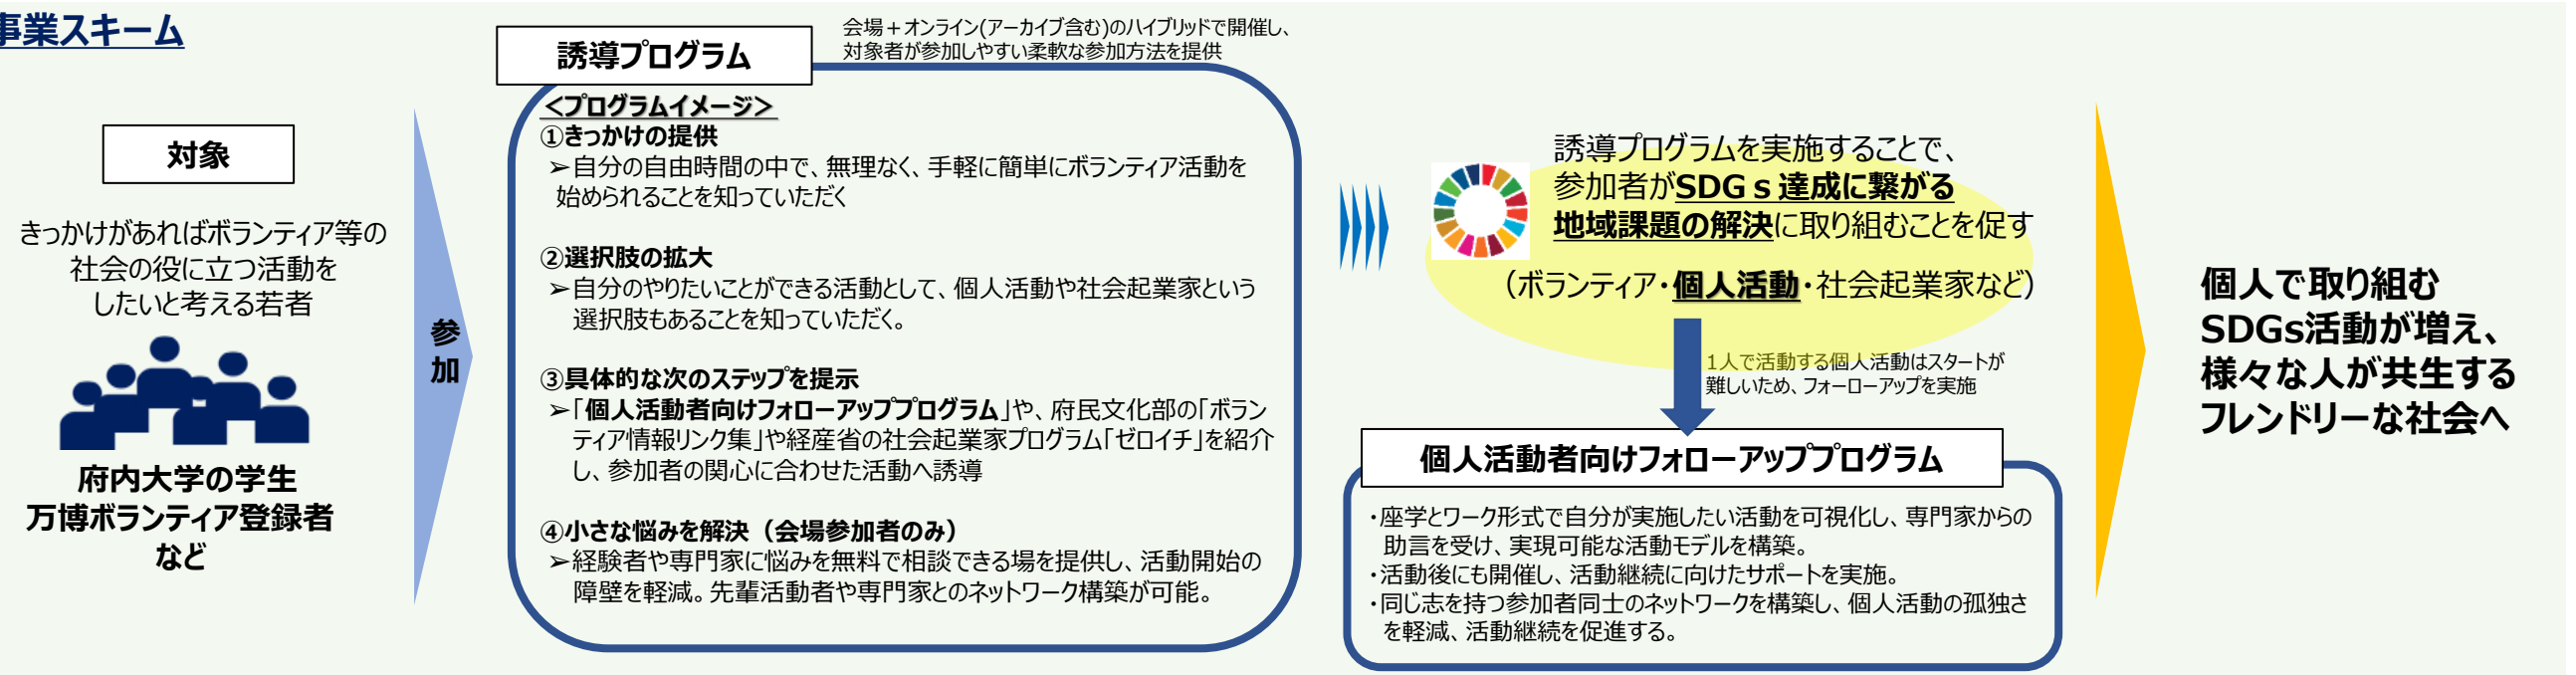 事業スキーム
対象
きっかけがあればボランティア等の
社会の役に立つ活動を
したいと考える若者
府内大学の学生
万博ボランティア登録者
など
参
加
誘導プログラム
会場＋オンライン(アーカイブ含む)のハイブリッドで開催し、
対象者が参加しやすい柔軟な参加方法を提供
＜プログラムイメージ＞
①きっかけの提供
➢自分の自由時間の中で、無理なく、手軽に簡単にボランティア活動を
始められることを知っていただく
②選択肢の拡大
➢自分のやりたいことができる活動として、個人活動や社会起業家という
選択肢もあることを知っていただく。
③具体的な次のステップを提示
➢「個人活動者向けフォローアッププログラム」や、府民文化部の「ボラン
ティア情報リンク集」や経産省の社会起業家プログラム「ゼロイチ」を紹介
し、参加者の関心に合わせた活動へ誘導
④小さな悩みを解決（会場参加者のみ）
➢経験者や専門家に悩みを無料で相談できる場を提供し、活動開始の
障壁を軽減。先輩活動者や専門家とのネットワーク構築が可能。
誘導プログラムを実施することで、
参加者がSDGｓ達成に繋がる
地域課題の解決に取り組むことを促す
（ボランティア・個人活動・社会起業家など）
1人で活動する個人活動はスタートが
難しいため、フォーローアップを実施
個人活動者向けフォローアッププログラム
・座学とワーク形式で自分が実施したい活動を可視化し、専門家からの
助言を受け、実現可能な活動モデルを構築。
・活動後にも開催し、活動継続に向けたサポートを実施。
・同じ志を持つ参加者同士のネットワークを構築し、個人活動の孤独さ
を軽減、活動継続を促進する。
個人で取り組む
SDGs活動が増え、
様々な人が共生する
フレンドリーな社会へ